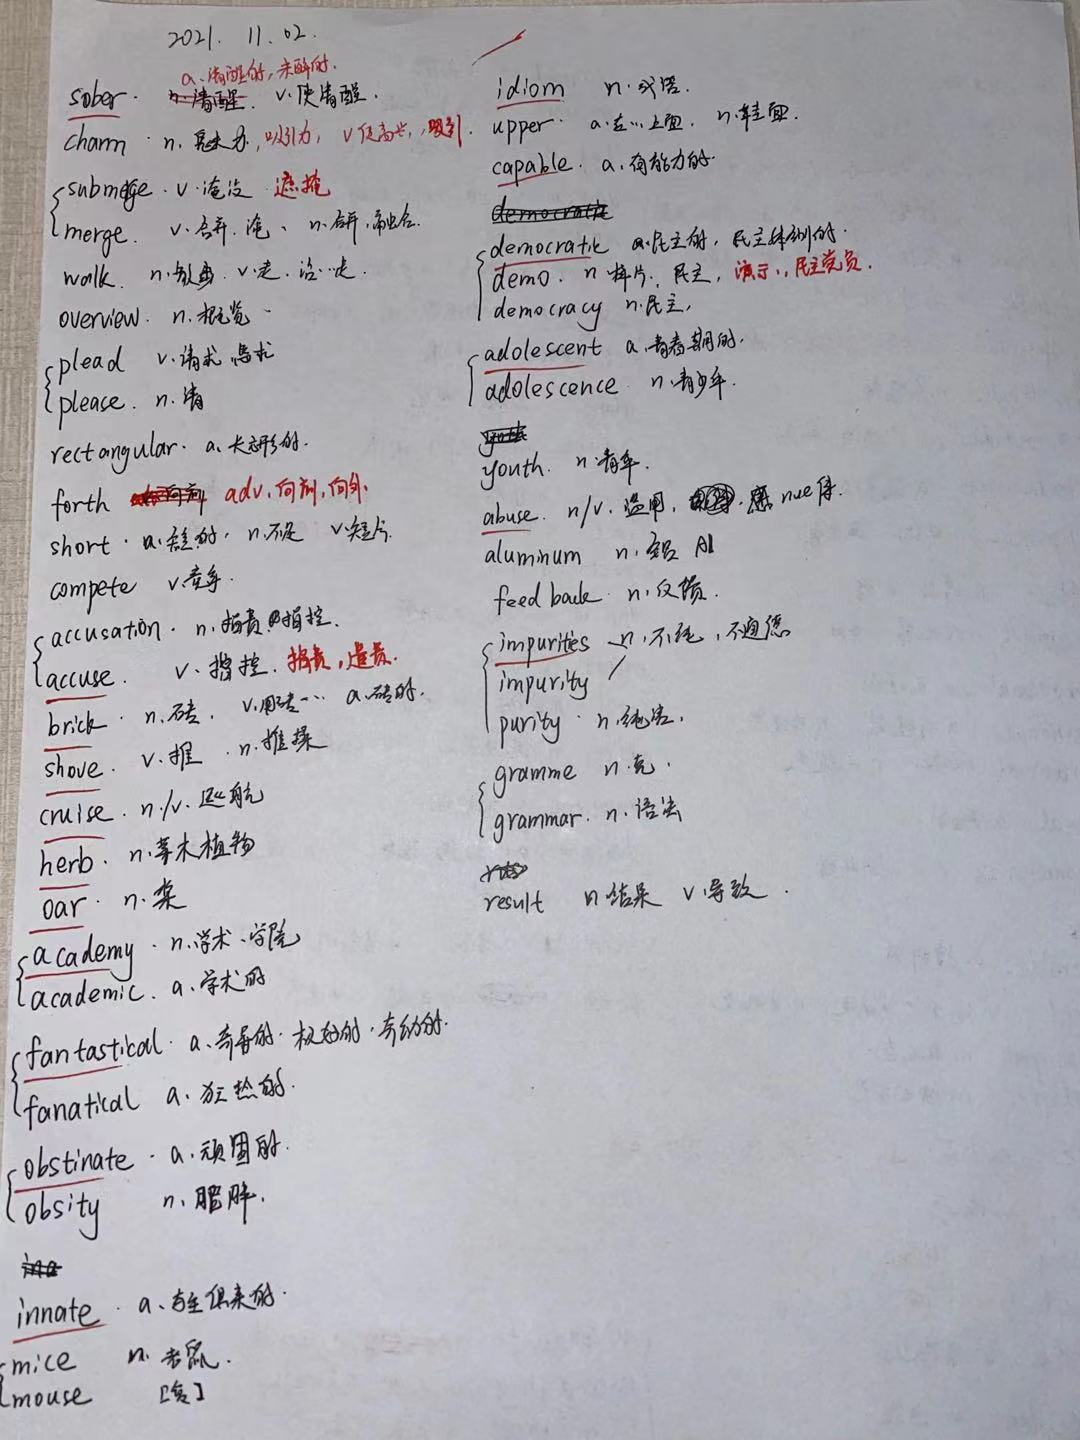 2021. 11. 02.
a.清醒的,未醉的.
sober. n.清醒. v.使清醒.
charm. n.魅力,吸引力, v 使高兴,吸引.
submerge. v.淹没 遮掩
merge. v.合并. 淹、 n.合并,融合.
walk. n.散步. v.走. 沿…走.
overview. n.概览
plead v.请求.恳求
please. n.请
rectangular. a.长方形的.
forth adv.向前,向外.
short. a.短的. n.不足 v.短片
compete v.竞争.
accusation. n.指责 指控.
accuse. v.指控. 指责,谴责.
brick. n.砖. v.用砖… a.砖的.
shove. v.推. n.推搡
cruise. n./v.巡航
herb. n.草木植物
oar. n.桨
academy. n.学术.学院
academic. a.学术的
fantastical. a.奇异的.极好的.
fanatical a.狂热的.
obstinate. a.顽固的.
obsity n.肥胖.
innate. a.与生俱来的.
mice n.老鼠.
mouse [复]
idiom n.成语.
upper. a.在…上面. n.鞋面.
capable. a.有能力的.
democratic a.民主的, 民主体制的.
demo. n.样片. 民主, 演示,民主党员.
democracy n.民主,
adolescent a.青春期的.
adolescence. n.青少年.
youth. n.青年.
abuse. n/v.滥用, nue待.
aluminum n.铝 Al
feed back. n.反馈.
impurities n.不纯,不道德
impurity
purity. n.纯洁.
gramme n.克.
grammar. n.语法
result n.结果 v.导致.